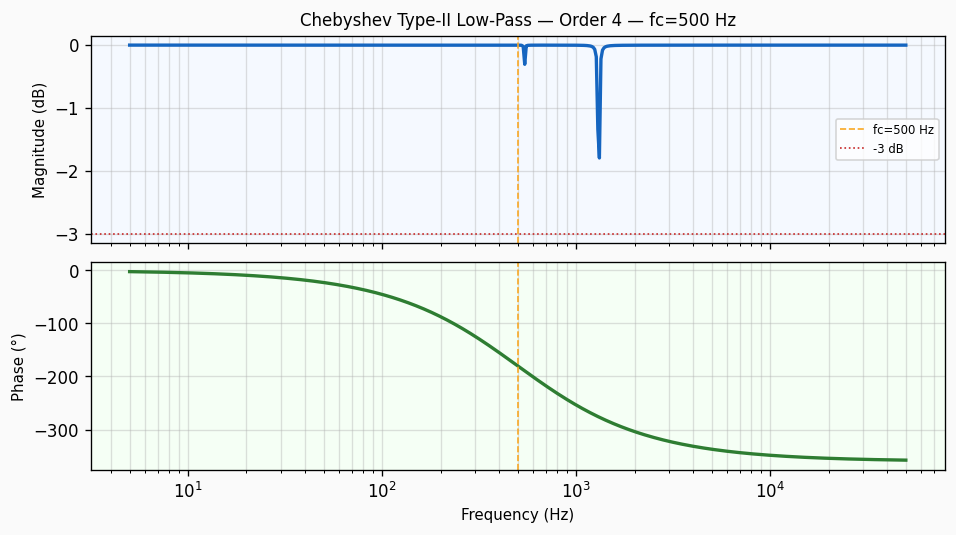 Chebyshev Type-II Low-Pass — Order 4 — fc=500 Hz
Magnitude (dB)
0
−1
−2
−3
fc=500 Hz
-3 dB
Phase (°)
0
−100
−200
−300
10¹
10²
10³
10⁴
Frequency (Hz)